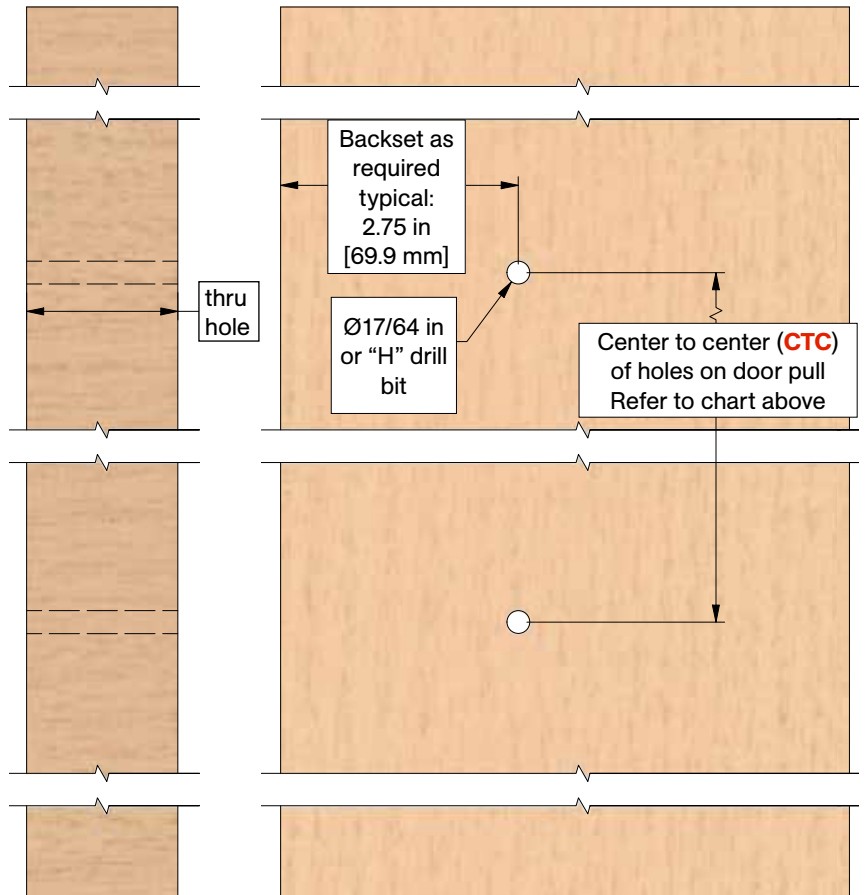 Backset as
required
typical:
2.75 in
[69.9 mm]
thru
hole
Ø17/64 in
or “H” drill
bit
Center to center (CTC)
of holes on door pull
Refer to chart above